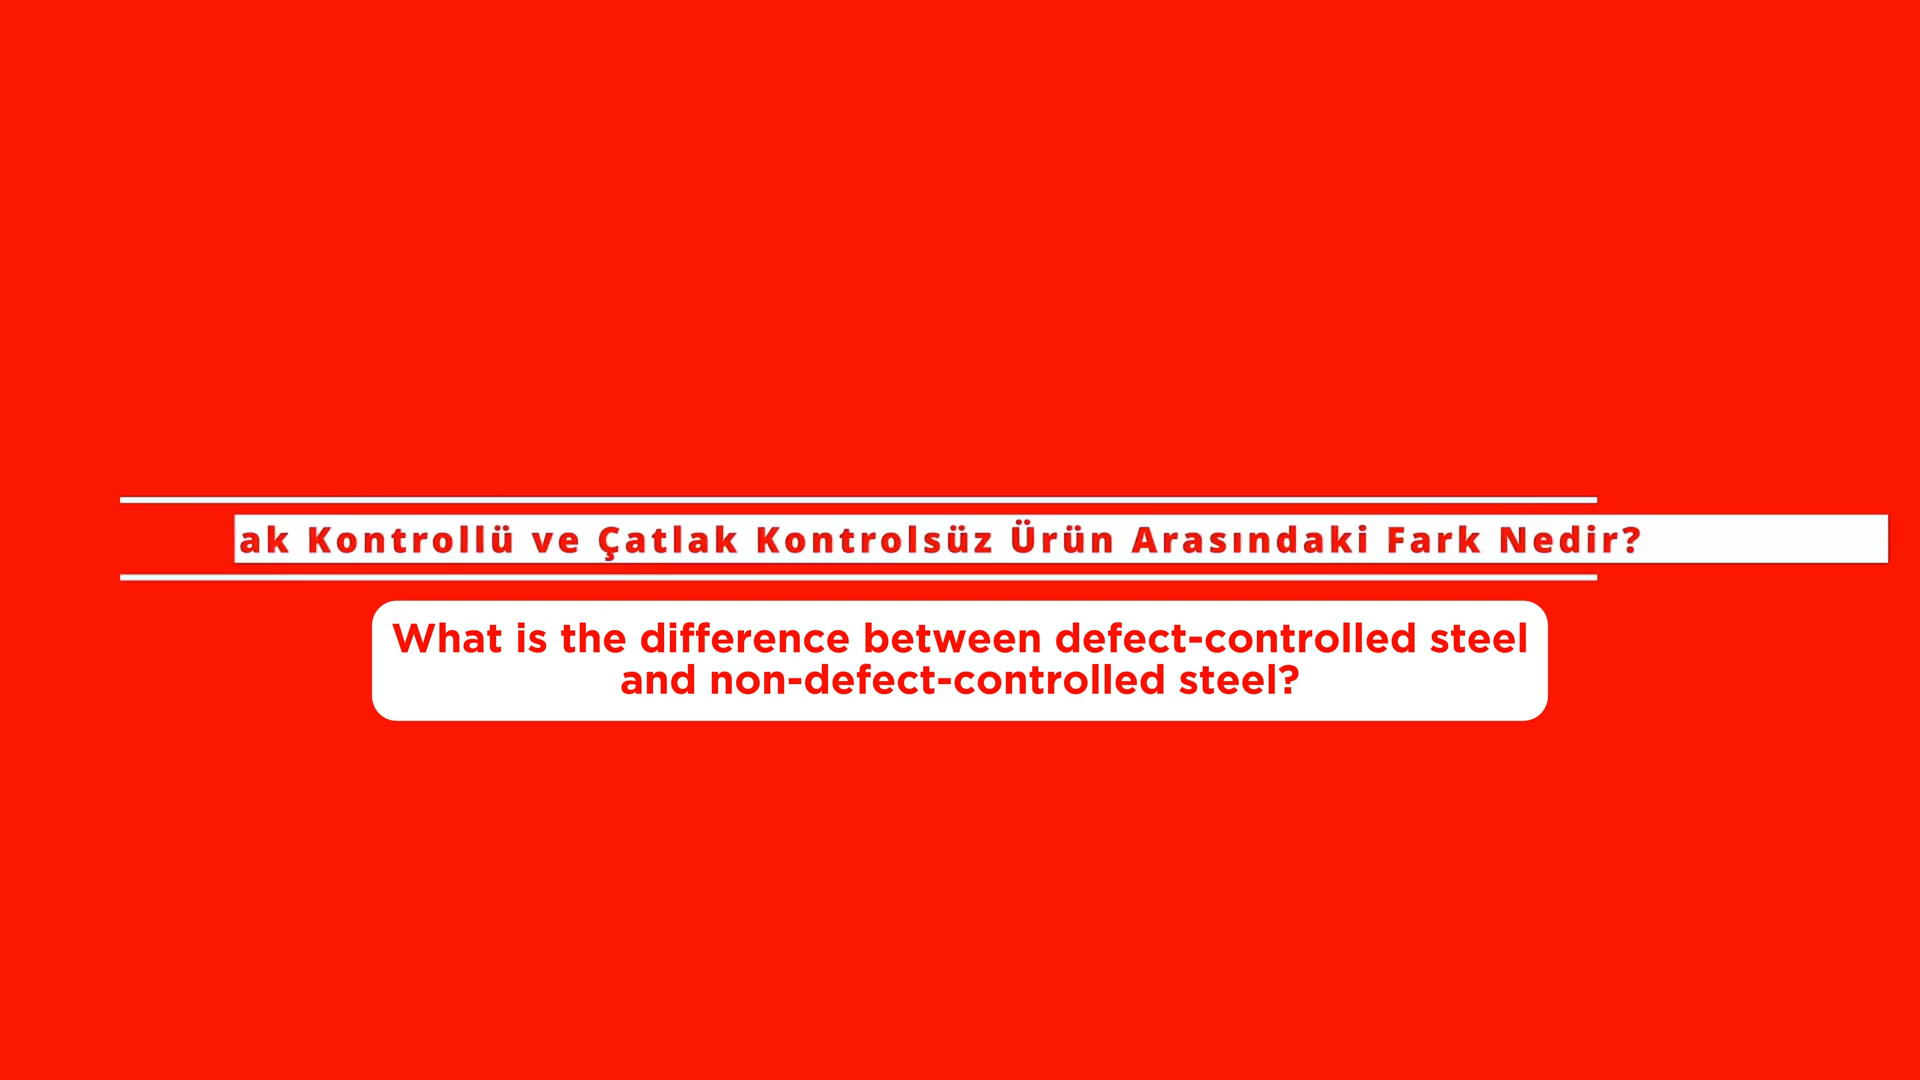 ak Kontrollü ve Çatlak Kontrolsüz Ürün Arasındaki Fark Nedir?
What is the difference between defect-controlled steel
and non-defect-controlled steel?